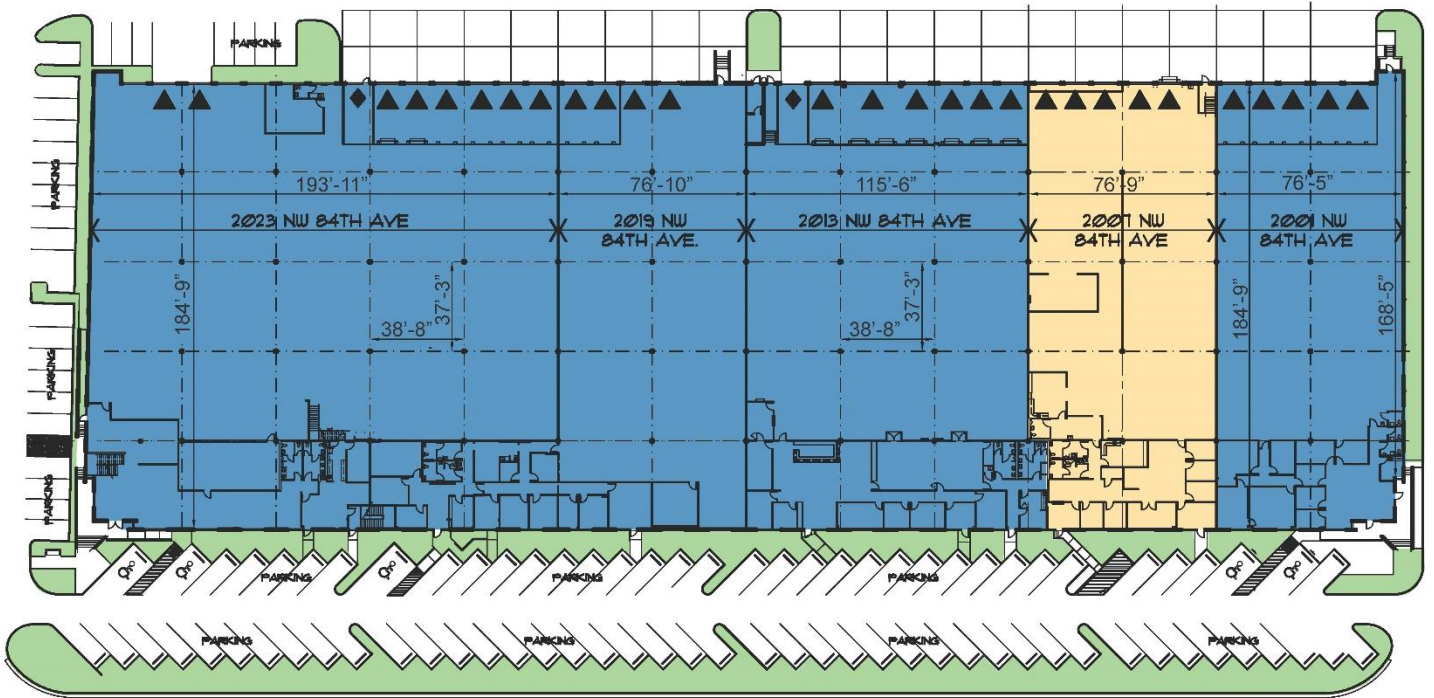 PARKING
PARKING
193'-11"
76'-10"
115'-6"
76'-9"
76'-5"
2023 NW 84TH AVE
2019 NW
84TH AVE.
2013 NW 84TH AVE
2007 NW
84TH AVE
2001 NW
84TH AVE
184'-9"
37'-3"
38'-8"
37'-3"
38'-8"
184'-9"
168'-5"
PARKING
PARKING
PARKING
PARKING
PARKING
PARKING
PARKING
PARKING
PARKING
PARKING